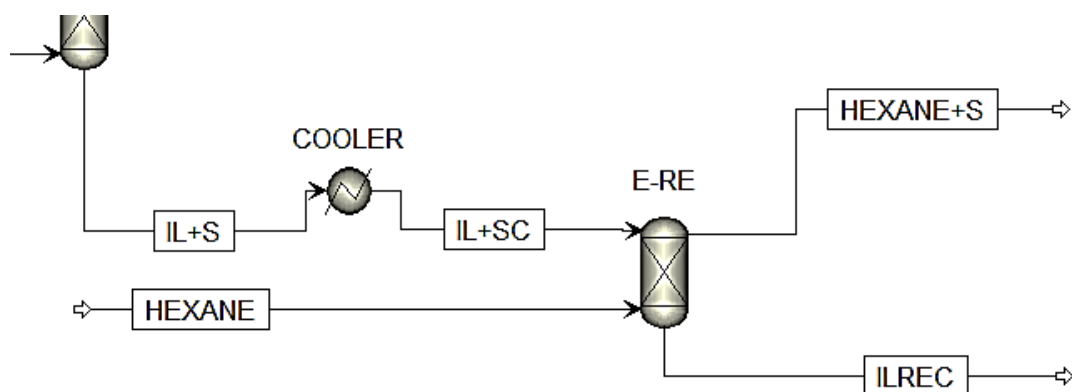 HEXANE+S
COOLER
E-RE
IL+S
IL+SC
HEXANE
ILREC